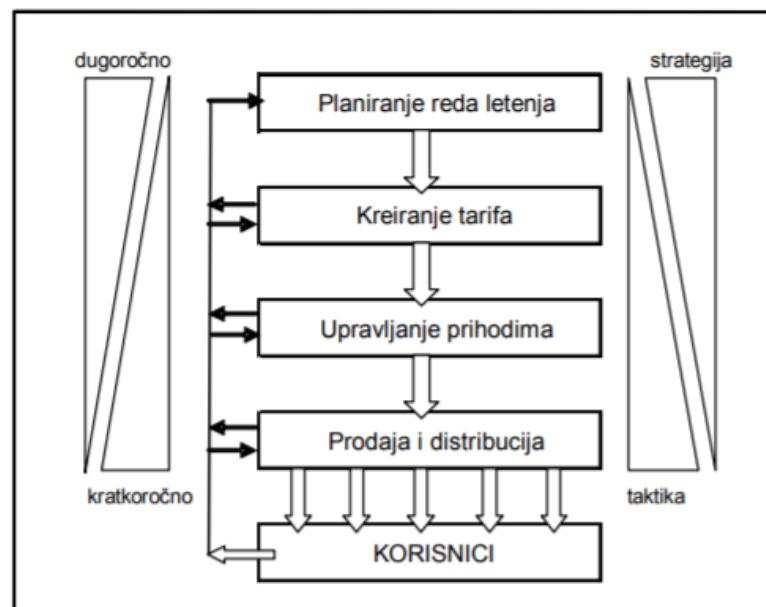 dugoročno
strategija
Planiranje reda letenja
Kreiranje tarifa
Upravljanje prihodima
Prodaja i distribucija
kratkoročno
taktika
KORISNICI